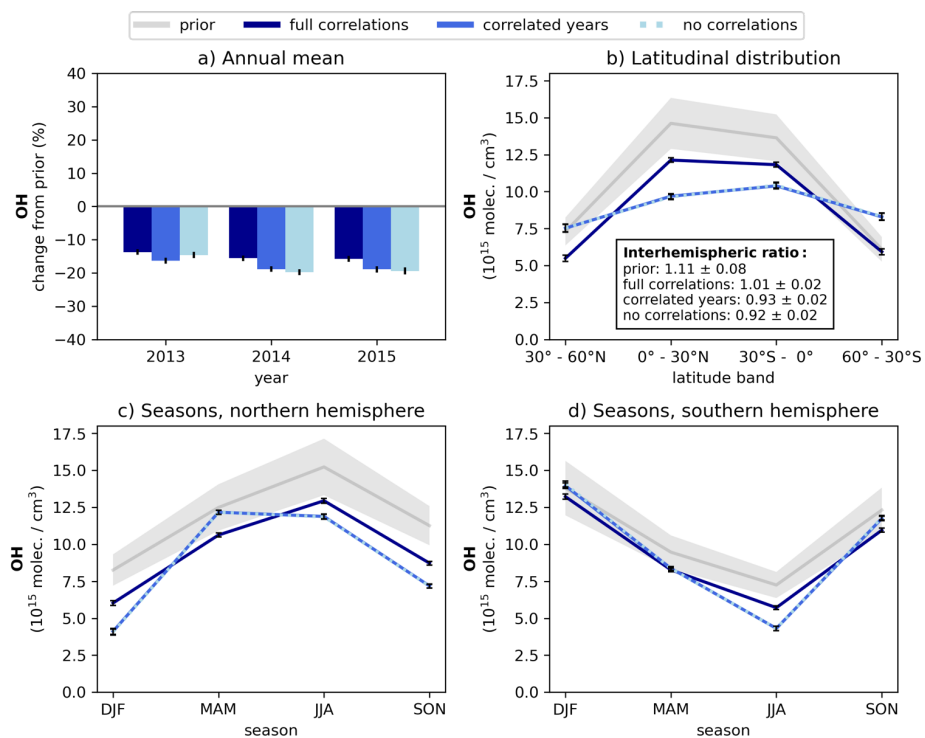 prior full correlations correlated years no correlations
a) Annual mean
OH
change from prior (%)
40
30
20
10
0
−10
−20
−30
−40
2013 2014 2015
year
b) Latitudinal distribution
OH
(10¹⁵ molec. / cm³)
17.5
15.0
12.5
10.0
7.5
5.0
2.5
0.0
Interhemispheric ratio:
prior: 1.11 ± 0.08
full correlations: 1.01 ± 0.02
correlated years: 0.93 ± 0.02
no correlations: 0.92 ± 0.02
30° - 60°N 0° - 30°N 30°S - 0° 60° - 30°S
latitude band
c) Seasons, northern hemisphere
OH
(10¹⁵ molec. / cm³)
17.5
15.0
12.5
10.0
7.5
5.0
2.5
0.0
DJF MAM JJA SON
season
d) Seasons, southern hemisphere
OH
(10¹⁵ molec. / cm³)
17.5
15.0
12.5
10.0
7.5
5.0
2.5
0.0
DJF MAM JJA SON
season